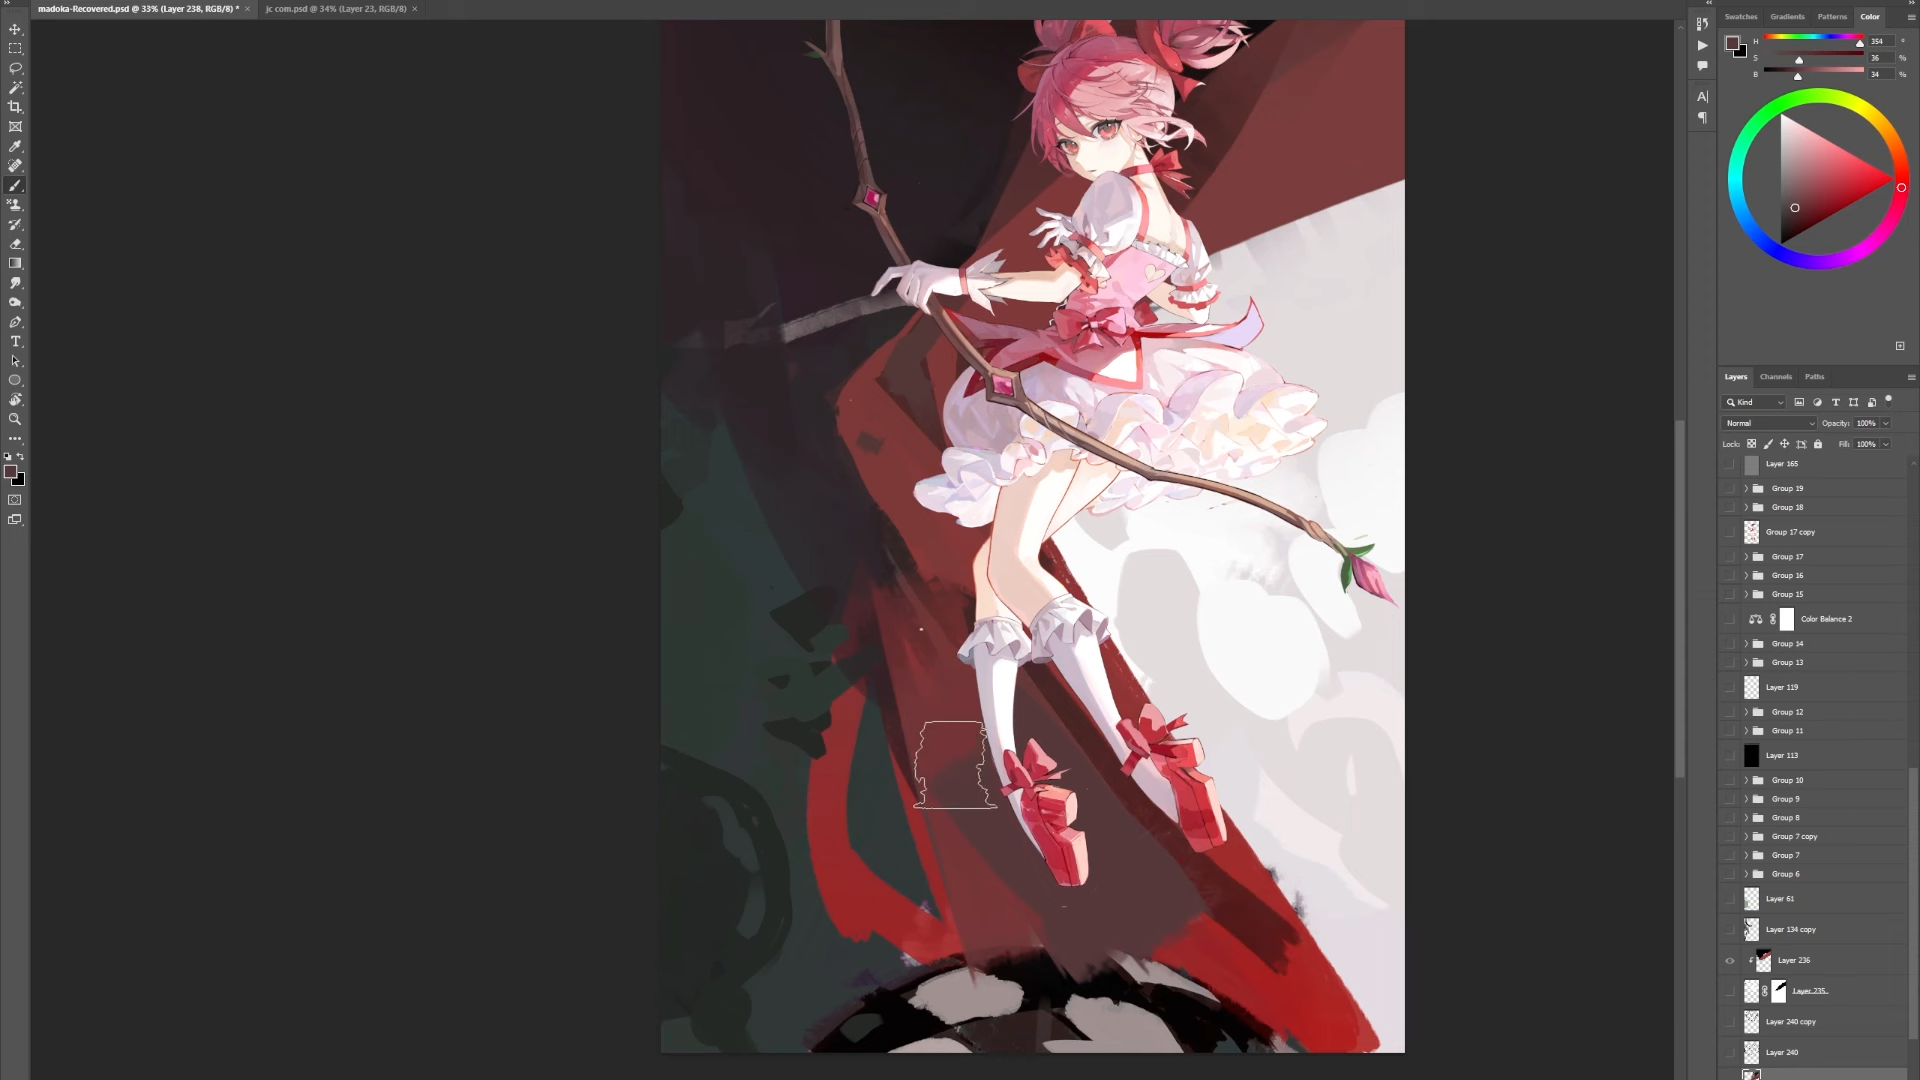 madoka-Recovered.psd @ 33% (Layer 238, RGB/8) * ×
jc com.psd @ 34% (Layer 23, RGB/8) ×
Swatches Gradients Patterns Color
H 354 °
S 36 %
B 34 %
Layers Channels Paths
Kind
Normal Opacity: 100%
Lock: Fill: 100%
Layer 165
Group 19
Group 18
Group 17 copy
Group 17
Group 16
Group 15
Color Balance 2
Group 14
Group 13
Layer 119
Group 12
Group 11
Layer 113
Group 10
Group 9
Group 8
Group 7 copy
Group 7
Group 6
Layer 61
Layer 134 copy
Layer 236
Layer 235
Layer 240 copy
Layer 240